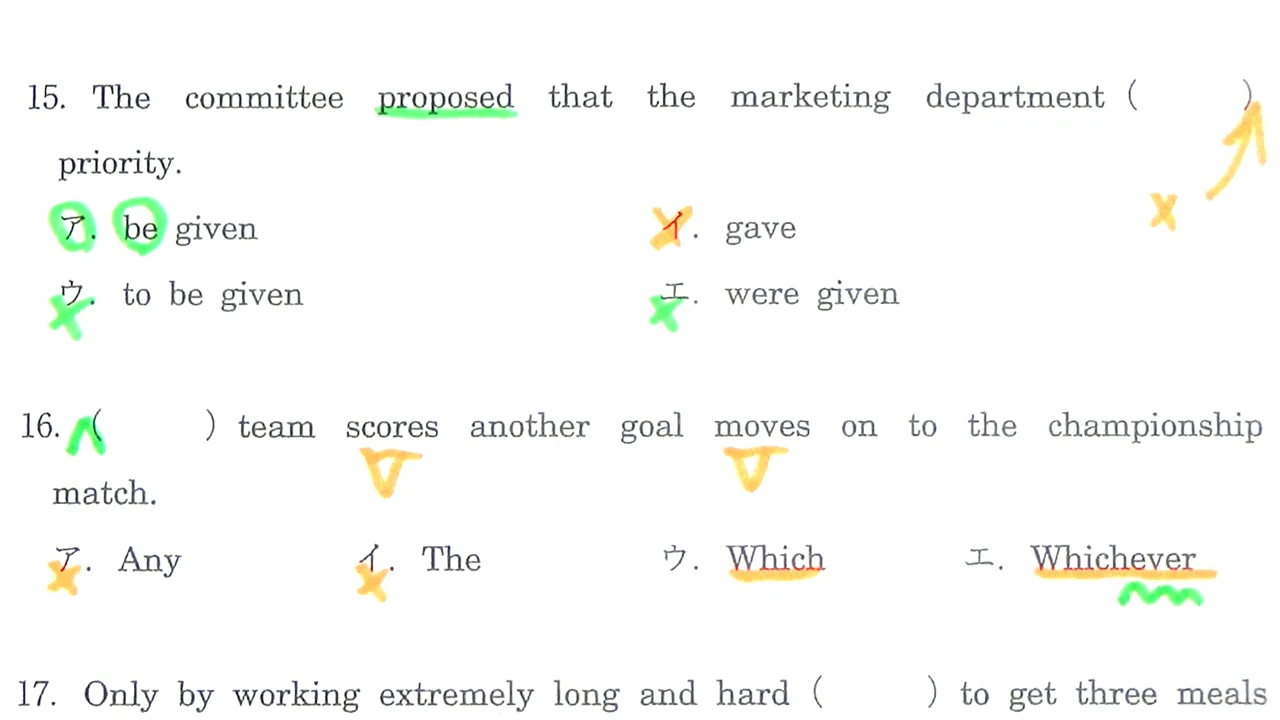 15. The committee proposed that the marketing department (    )
priority.
ア. be given イ. gave
ウ. to be given エ. were given
16. (    ) team scores another goal moves on to the championship
match.
ア. Any イ. The ウ. Which エ. Whichever
17. Only by working extremely long and hard (    ) to get three meals